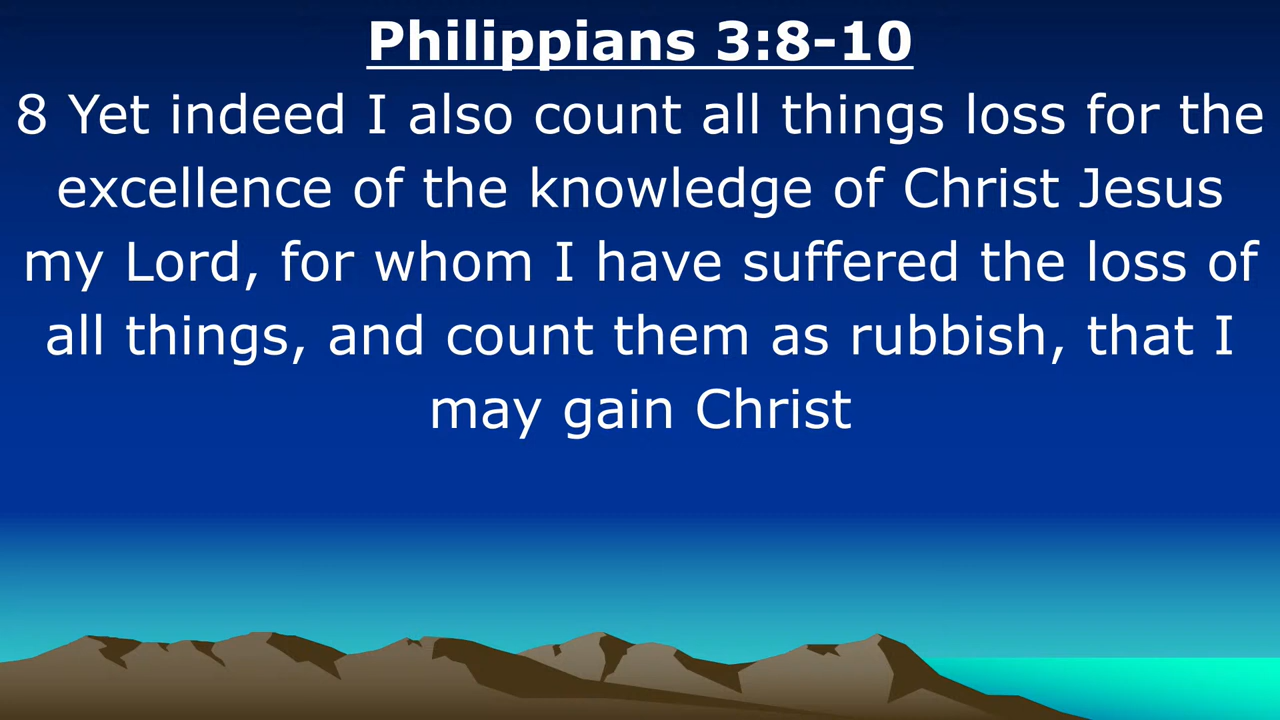 Philippians 3:8-10
8 Yet indeed I also count all things loss for the
excellence of the knowledge of Christ Jesus
my Lord, for whom I have suffered the loss of
all things, and count them as rubbish, that I
may gain Christ